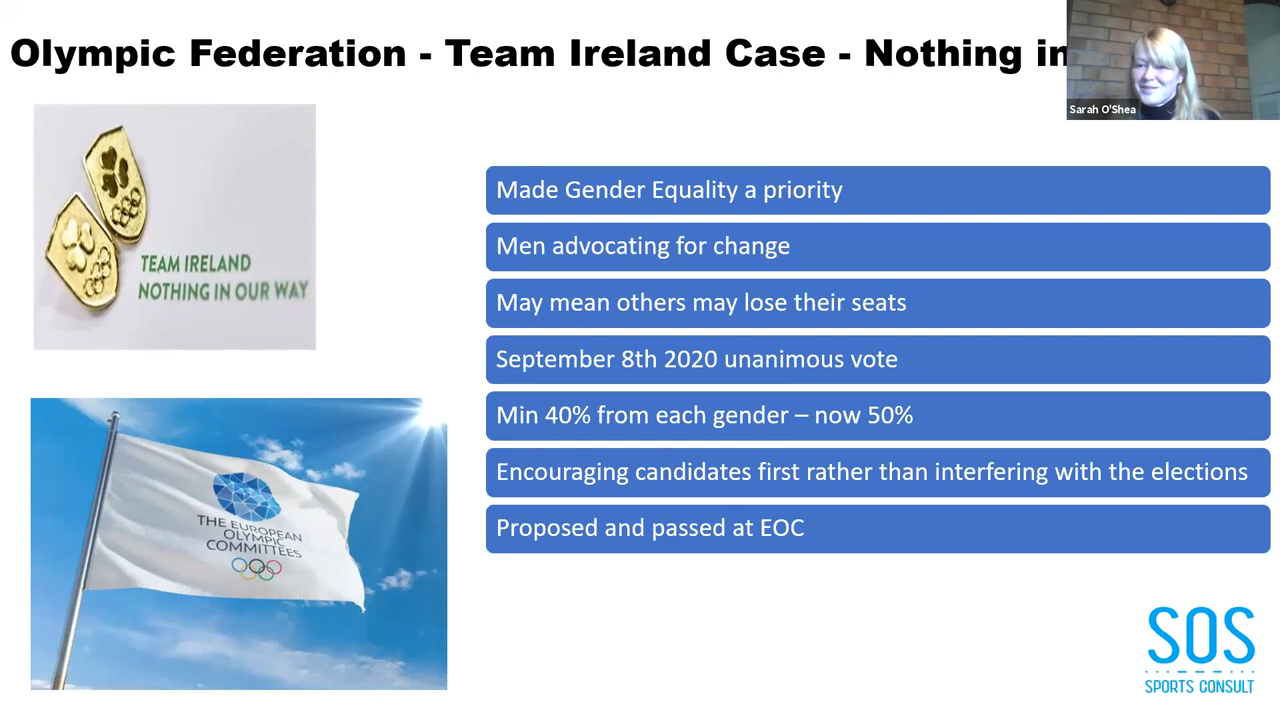 Olympic Federation - Team Ireland Case - Nothing in
Sarah O'Shea
TEAM IRELAND
NOTHING IN OUR WAY
Made Gender Equality a priority
Men advocating for change
May mean others may lose their seats
September 8th 2020 unanimous vote
Min 40% from each gender – now 50%
Encouraging candidates first rather than interfering with the elections
Proposed and passed at EOC
THE EUROPEAN
OLYMPIC
COMMITTEES
SOS
SPORTS CONSULT